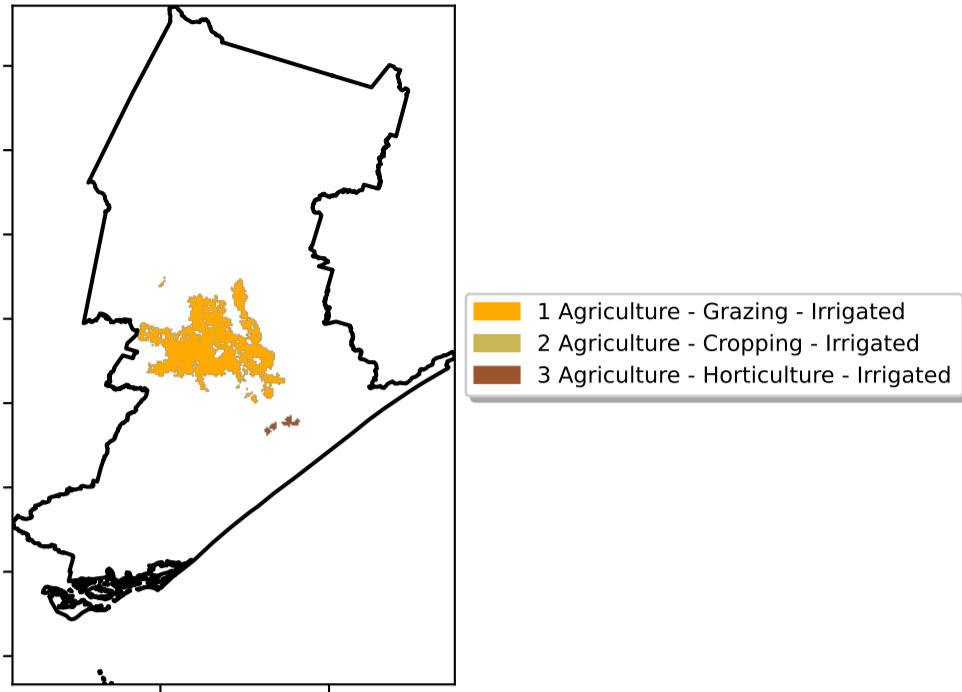 1 Agriculture - Grazing - Irrigated
2 Agriculture - Cropping - Irrigated
3 Agriculture - Horticulture - Irrigated